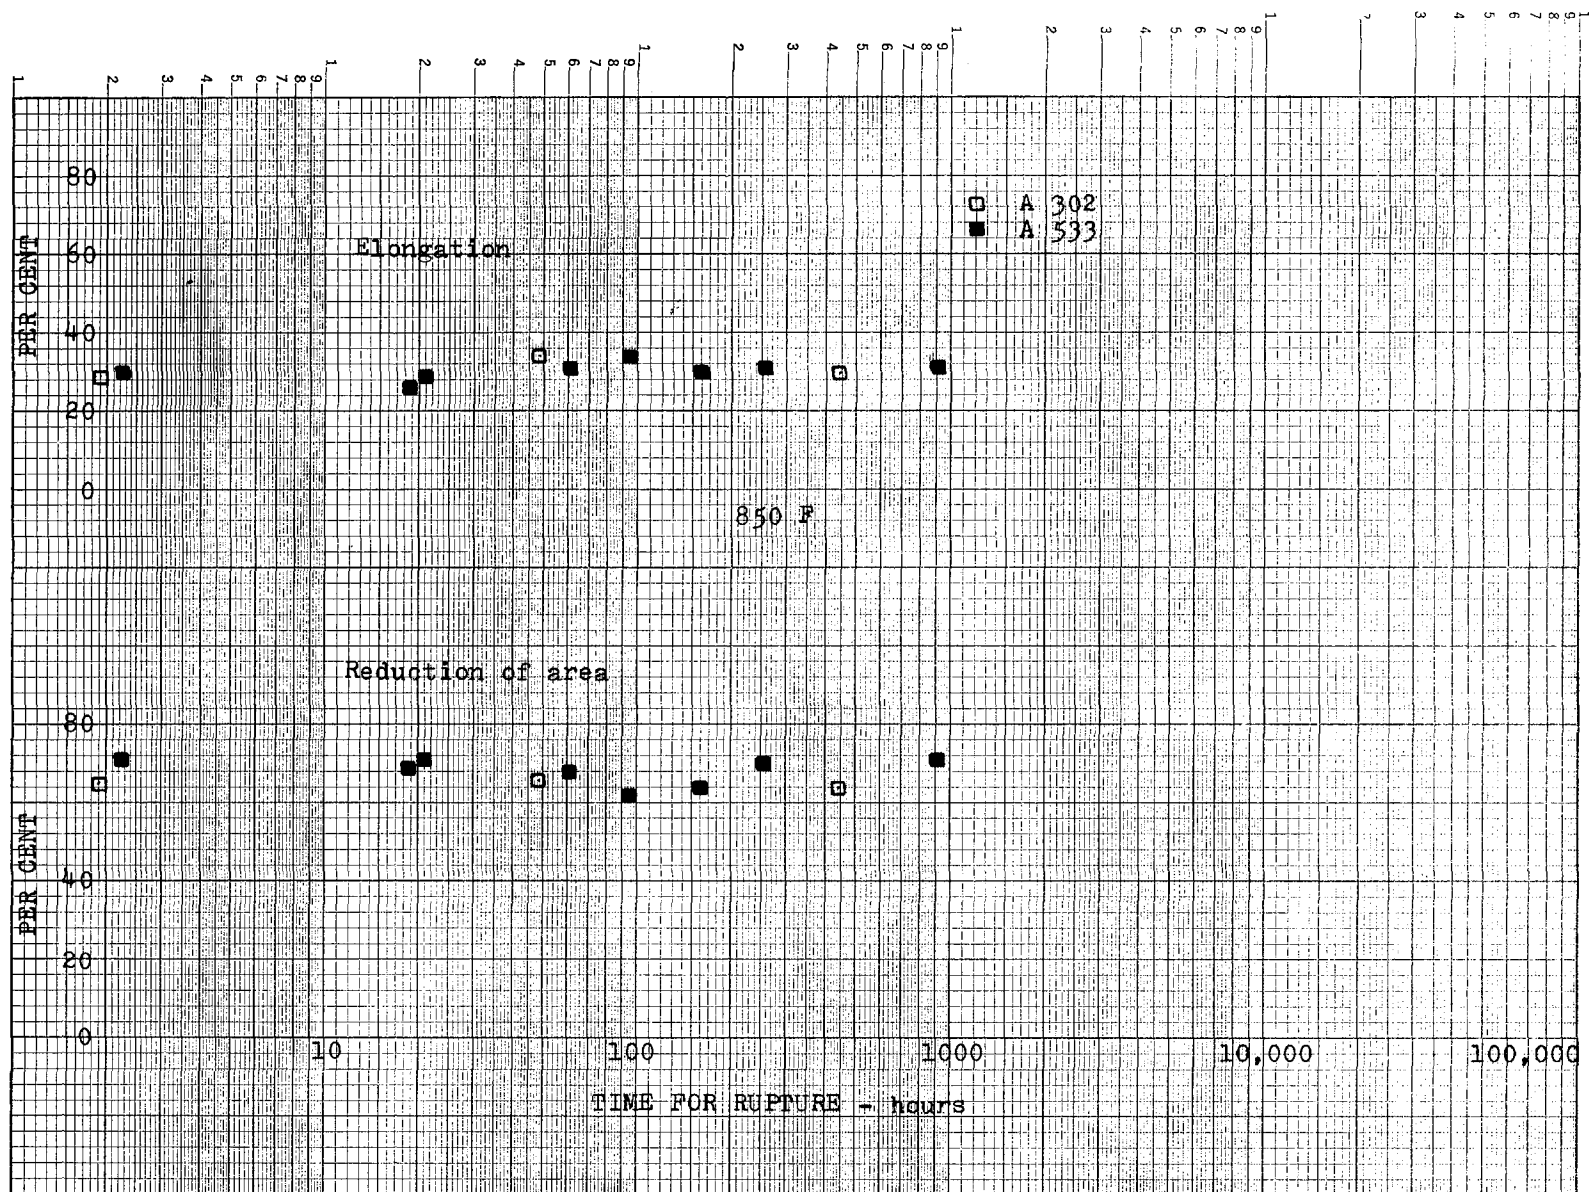 1 2 3 4 5 6 7 8 9 1 2 3 4 5 6 7 8 9 1 2 3 4 5 6 7 8 9 1 2 3 4 5 6 7 8 9 1 3 4 5 6 7 8 9 1
80
A 302
A 533
Elongation
60
PER CENT
40
20
0
850 F
Reduction of area
80
PER CENT
40
20
0
10 100 1000 10,000 100,000
TIME FOR RUPTURE - hours